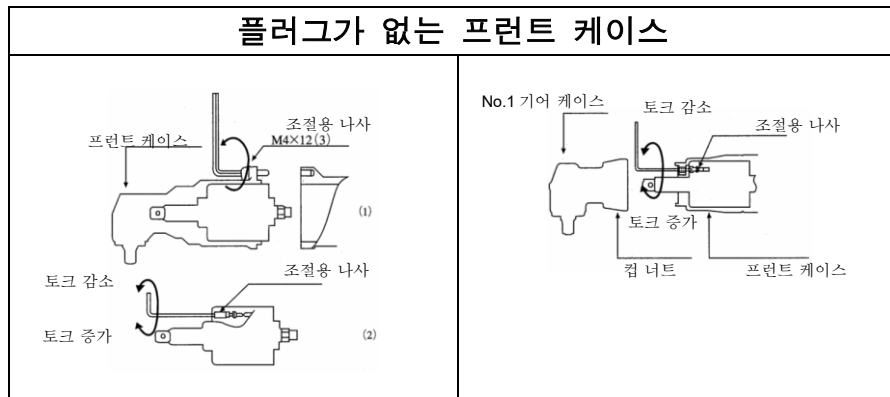 플러그가 없는 프런트 케이스
조절용 나사
프런트 케이스
M4×12(3)
(1)
토크 감소
조절용 나사
토크 증가
(2)
No.1 기어 케이스
토크 감소
조절용 나사
토크 증가
컵 너트
프런트 케이스